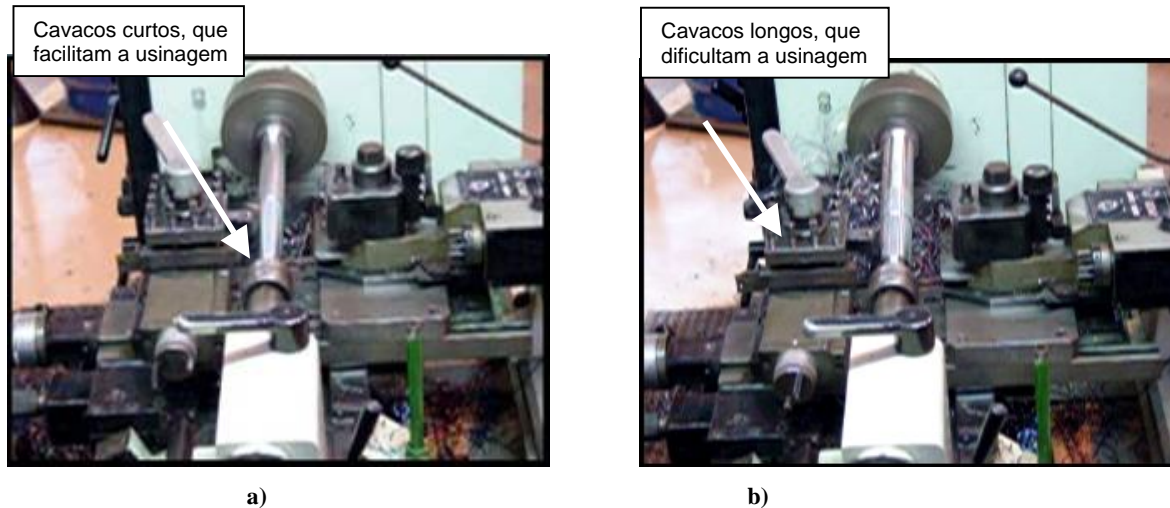 Cavacos curtos, que
facilitam a usinagem
Cavacos longos, que
dificultam a usinagem
a)
b)